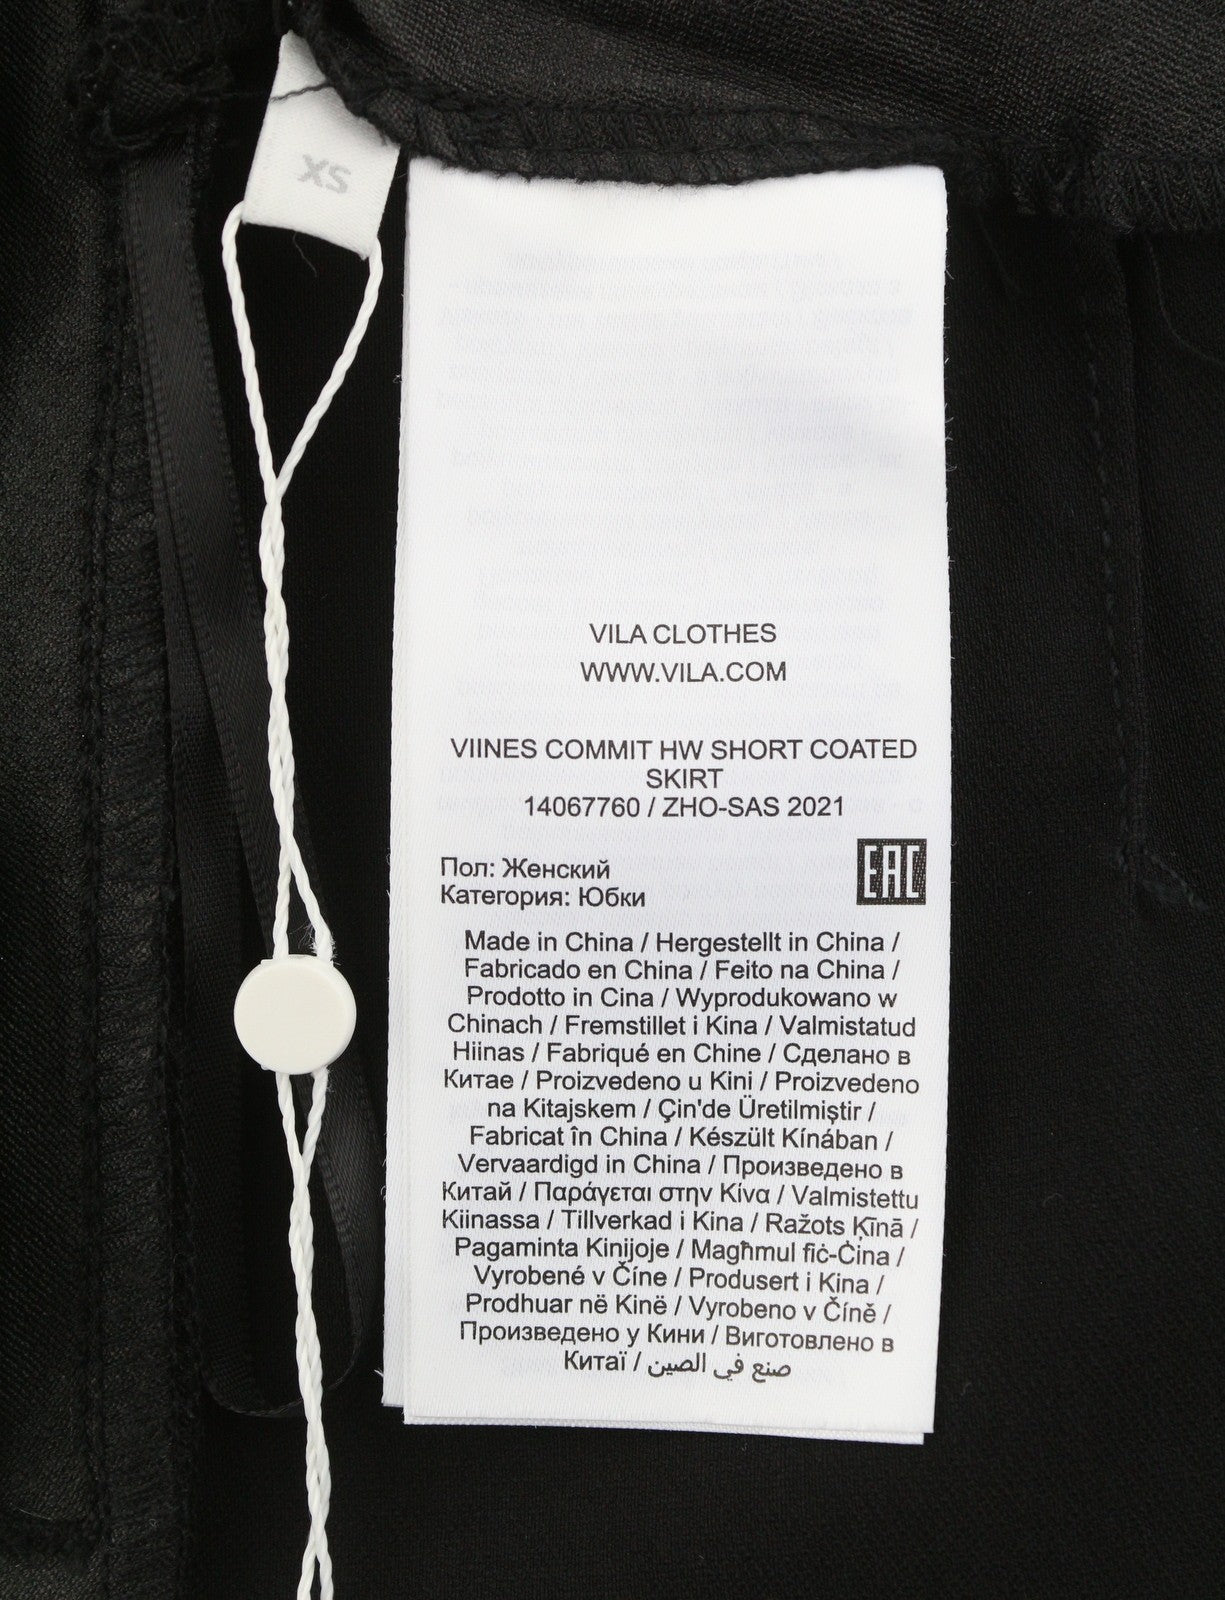 XS
VILA CLOTHES
WWW.VILA.COM
VIINES COMMIT HW SHORT COATED
SKIRT
14067760 / ZHO-SAS 2021
EAC
Пол: Женский
Категория: Юбки
Made in China / Hergestellt in China /
Fabricado en China / Feito na China /
Prodotto in Cina / Wyprodukowano w
Chinach / Fremstillet i Kina / Valmistatud
Hiinas / Fabriqué en Chine / Сделано в
Китае / Proizvedeno u Kini / Proizvedeno
na Kitajskem / Çin'de Üretilmiştir /
Fabricat în China / Készült Kínában /
Vervaardigd in China / Произведено в
Китай / Παράγεται στην Κίνα / Valmistettu
Kiinassa / Tillverkad i Kina / Ražots Ķīnā /
Pagaminta Kinijoje / Magħmul fiċ-Ċina /
Vyrobené v Číne / Produsert i Kina /
Prodhuar në Kinë / Vyrobeno v Číně /
Произведено у Кини / Виготовлено в
Китаї / صنع في الصين